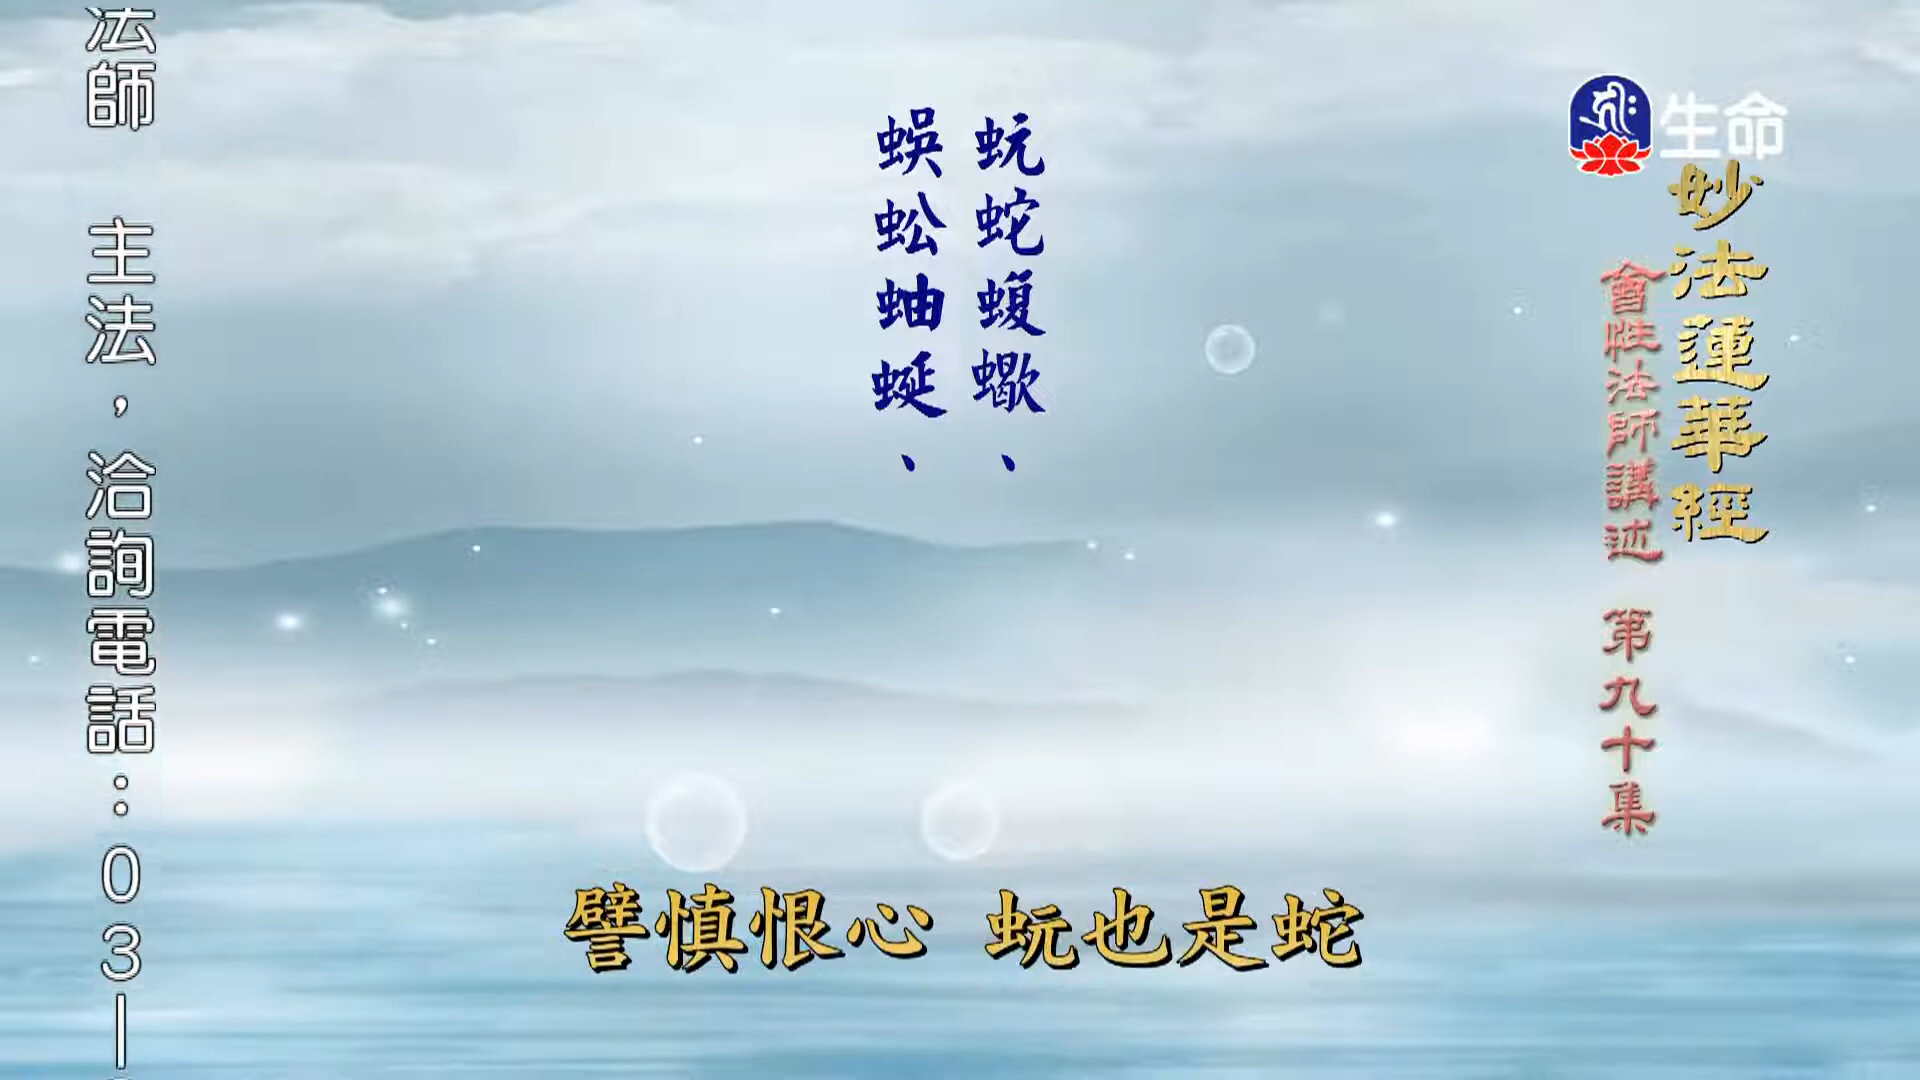 生命
妙法蓮華經
會性法師講述 第九十集
蚖蛇蝮蠍、
蜈蚣蚰蜒、
法師 主法，洽詢電話：03-
譬慎恨心 蚖也是蛇